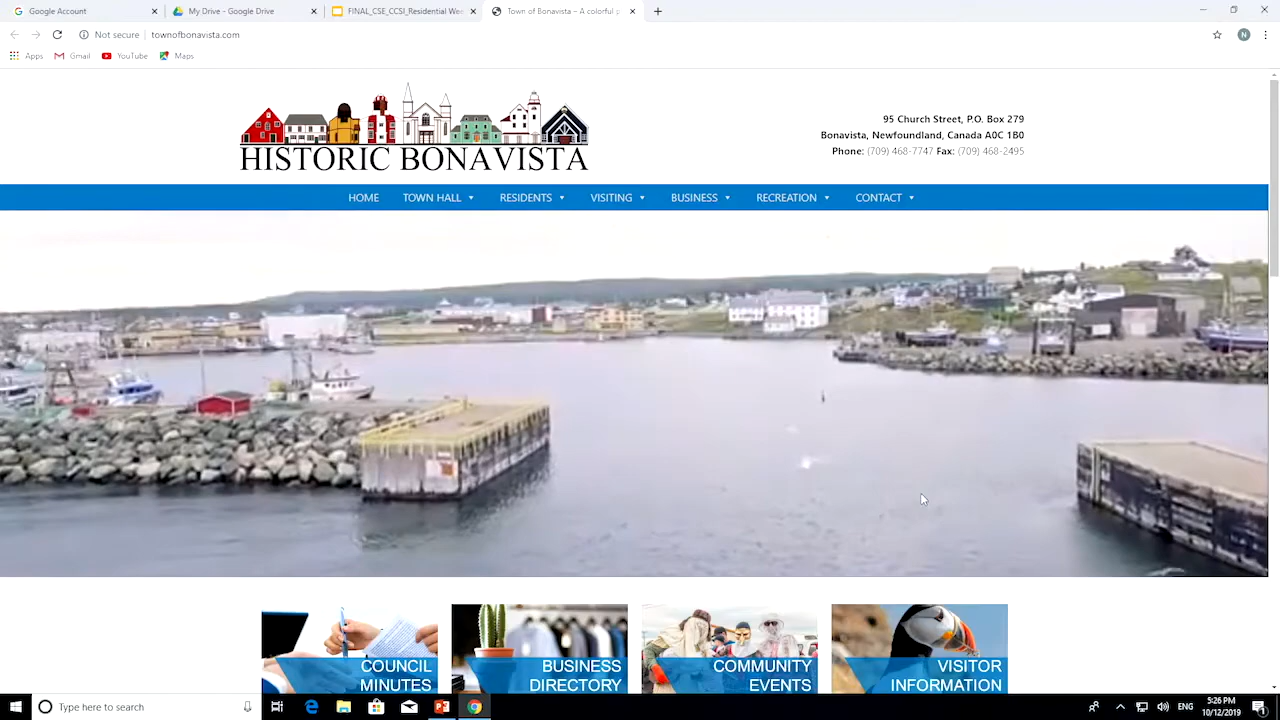 Google Account
My Drive - Google Drive
FINAL_CSE_CCSI_Residential Wee
Town of Bonavista – A colorful p
Not secure
townofbonavista.com
N
Apps
Gmail
YouTube
Maps
HISTORIC BONAVISTA
95 Church Street, P.O. Box 279
Bonavista, Newfoundland, Canada A0C 1B0
Phone: (709) 468-7747 Fax: (709) 468-2495
HOME TOWN HALL RESIDENTS VISITING BUSINESS RECREATION CONTACT
COUNCIL
MINUTES
BUSINESS
DIRECTORY
COMMUNITY
EVENTS
VISITOR
INFORMATION
Type here to search
ENG
5:26 PM
10/12/2019